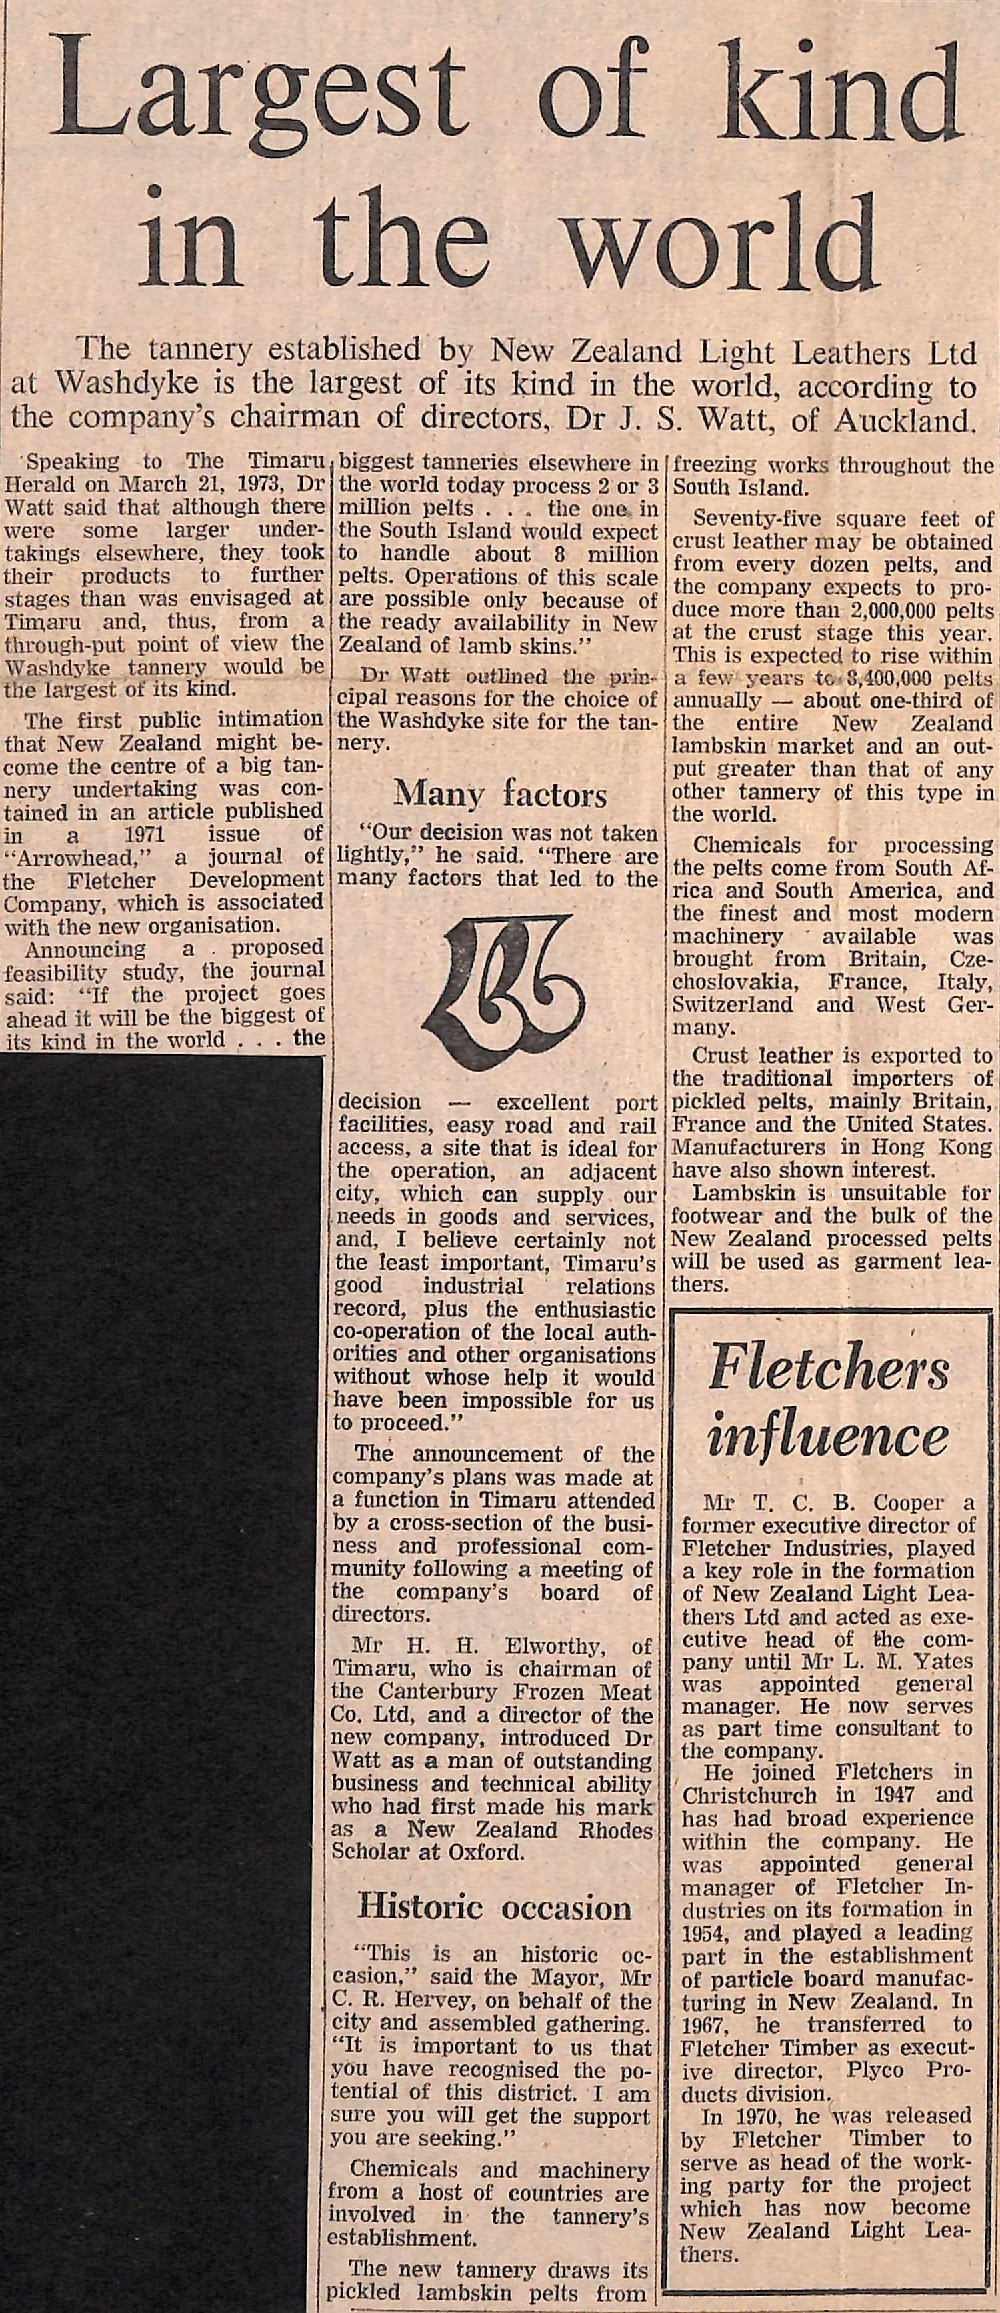 Largest of kind
in the world
The tannery established by New Zealand Light Leathers Ltd
at Washdyke is the largest of its kind in the world, according to
the company's chairman of directors, Dr J. S. Watt, of Auckland.
Speaking to The Timaru
Herald on March 21, 1973, Dr
Watt said that although there
were some larger under-
takings elsewhere, they took
their products to further
stages than was envisaged at
Timaru and, thus, from a
through-put point of view the
Washdyke tannery would be
the largest of its kind.
The first public intimation
that New Zealand might be-
come the centre of a big tan-
nery undertaking was con-
tained in an article published
in a 1971 issue of
"Arrowhead," a journal of
the Fletcher Development
Company, which is associated
with the new organisation.
Announcing a proposed
feasibility study, the journal
said: "If the project goes
ahead it will be the biggest of
its kind in the world . . . the
biggest tanneries elsewhere in
the world today process 2 or 3
million pelts . . . the one in
the South Island would expect
to handle about 8 million
pelts. Operations of this scale
are possible only because of
the ready availability in New
Zealand of lamb skins."
Dr Watt outlined the prin-
cipal reasons for the choice of
the Washdyke site for the tan-
nery.
Many factors
"Our decision was not taken
lightly," he said. "There are
many factors that led to the
decision — excellent port
facilities, easy road and rail
access, a site that is ideal for
the operation, an adjacent
city, which can supply our
needs in goods and services,
and, I believe certainly not
the least important, Timaru's
good industrial relations
record, plus the enthusiastic
co-operation of the local auth-
orities and other organisations
without whose help it would
have been impossible for us
to proceed."
The announcement of the
company's plans was made at
a function in Timaru attended
by a cross-section of the busi-
ness and professional com-
munity following a meeting of
the company's board of
directors.
Mr H. H. Elworthy, of
Timaru, who is chairman of
the Canterbury Frozen Meat
Co. Ltd, and a director of the
new company, introduced Dr
Watt as a man of outstanding
business and technical ability
who had first made his mark
as a New Zealand Rhodes
Scholar at Oxford.
Historic occasion
"This is an historic oc-
casion," said the Mayor, Mr
C. R. Hervey, on behalf of the
city and assembled gathering.
"It is important to us that
you have recognised the po-
tential of this district. I am
sure you will get the support
you are seeking."
Chemicals and machinery
from a host of countries are
involved in the tannery's
establishment.
The new tannery draws its
pickled lambskin pelts from
freezing works throughout the
South Island.
Seventy-five square feet of
crust leather may be obtained
from every dozen pelts, and
the company expects to pro-
duce more than 2,000,000 pelts
at the crust stage this year.
This is expected to rise within
a few years to 8,400,000 pelts
annually — about one-third of
the entire New Zealand
lambskin market and an out-
put greater than that of any
other tannery of this type in
the world.
Chemicals for processing
the pelts come from South Af-
rica and South America, and
the finest and most modern
machinery available was
brought from Britain, Cze-
choslovakia, France, Italy,
Switzerland and West Ger-
many.
Crust leather is exported to
the traditional importers of
pickled pelts, mainly Britain,
France and the United States.
Manufacturers in Hong Kong
have also shown interest.
Lambskin is unsuitable for
footwear and the bulk of the
New Zealand processed pelts
will be used as garment lea-
thers.
Fletchers
influence
Mr T. C. B. Cooper a
former executive director of
Fletcher Industries, played
a key role in the formation
of New Zealand Light Lea-
thers Ltd and acted as exe-
cutive head of the com-
pany until Mr L. M. Yates
was appointed general
manager. He now serves
as part time consultant to
the company.
He joined Fletchers in
Christchurch in 1947 and
has had broad experience
within the company. He
was appointed general
manager of Fletcher In-
dustries on its formation in
1954, and played a leading
part in the establishment
of particle board manufac-
turing in New Zealand. In
1967, he transferred to
Fletcher Timber as execut-
ive director, Plyco Pro-
ducts division.
In 1970, he was released
by Fletcher Timber to
serve as head of the work-
ing party for the project
which has now become
New Zealand Light Lea-
thers.